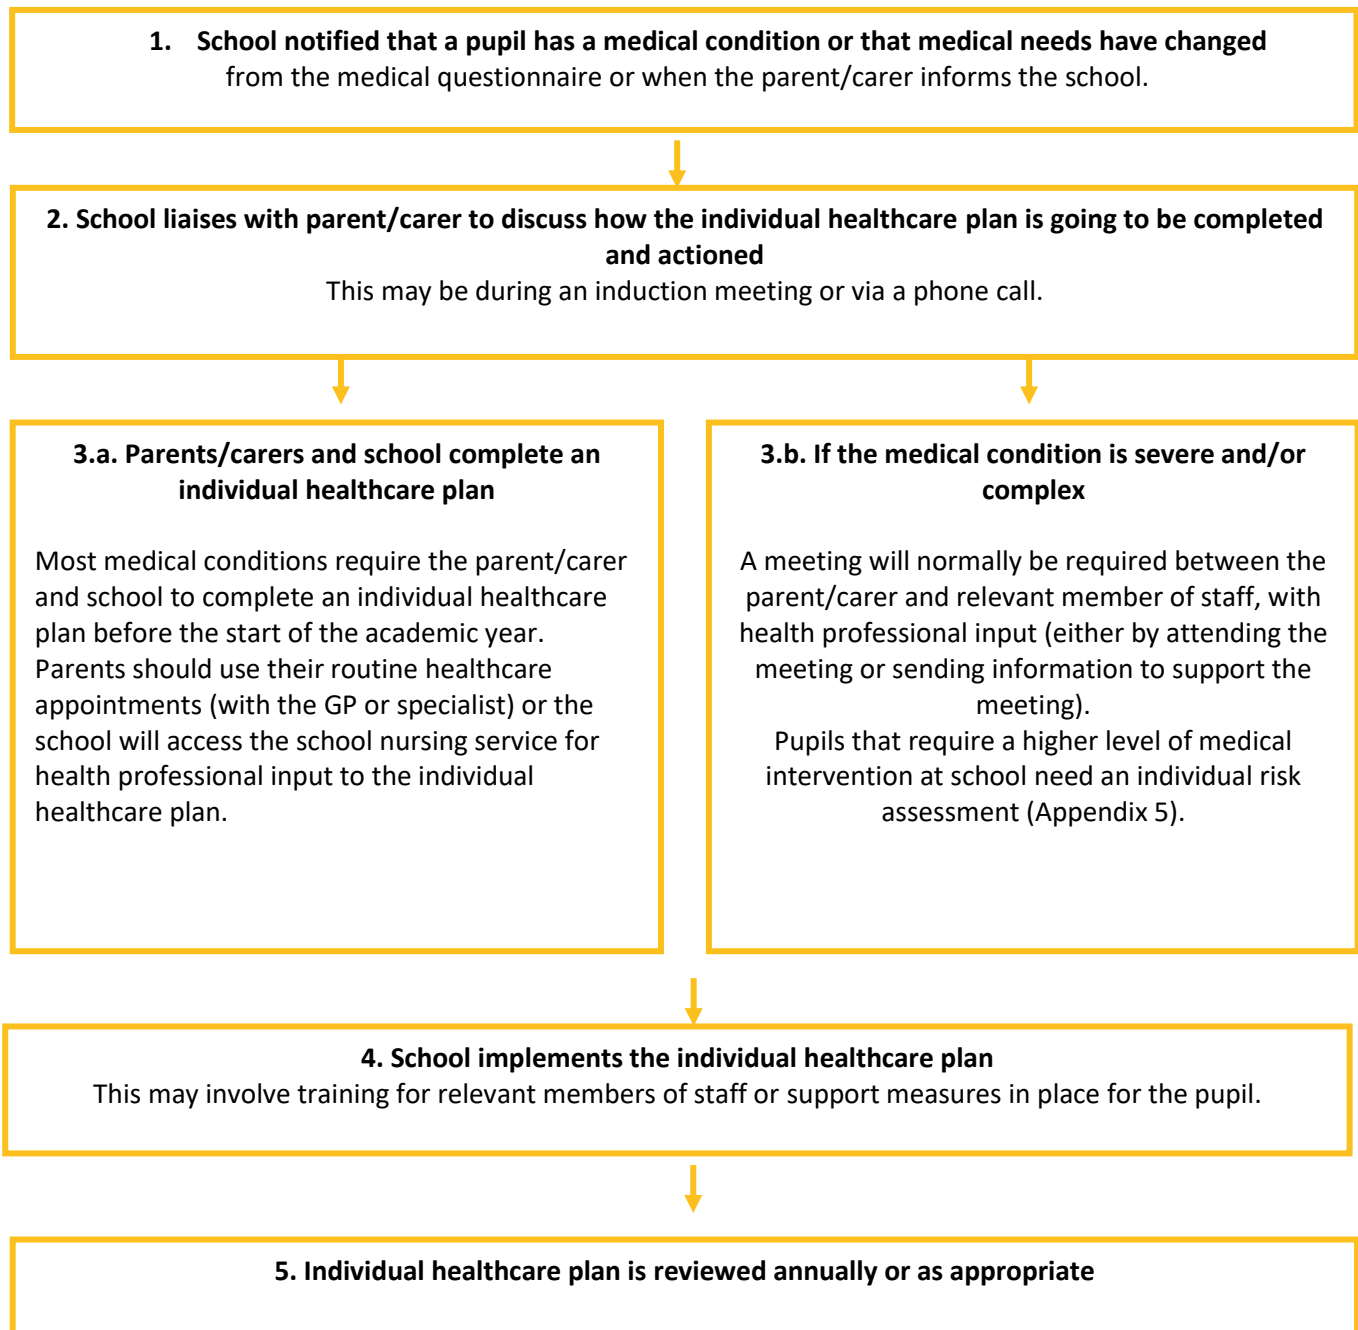 1. School notified that a pupil has a medical condition or that medical needs have changed
from the medical questionnaire or when the parent/carer informs the school.
2. School liaises with parent/carer to discuss how the individual healthcare plan is going to be completed
and actioned
This may be during an induction meeting or via a phone call.
3.a. Parents/carers and school complete an
individual healthcare plan
Most medical conditions require the parent/carer
and school to complete an individual healthcare
plan before the start of the academic year.
Parents should use their routine healthcare
appointments (with the GP or specialist) or the
school will access the school nursing service for
health professional input to the individual
healthcare plan.
3.b. If the medical condition is severe and/or
complex
A meeting will normally be required between the
parent/carer and relevant member of staff, with
health professional input (either by attending the
meeting or sending information to support the
meeting).
Pupils that require a higher level of medical
intervention at school need an individual risk
assessment (Appendix 5).
4. School implements the individual healthcare plan
This may involve training for relevant members of staff or support measures in place for the pupil.
5. Individual healthcare plan is reviewed annually or as appropriate